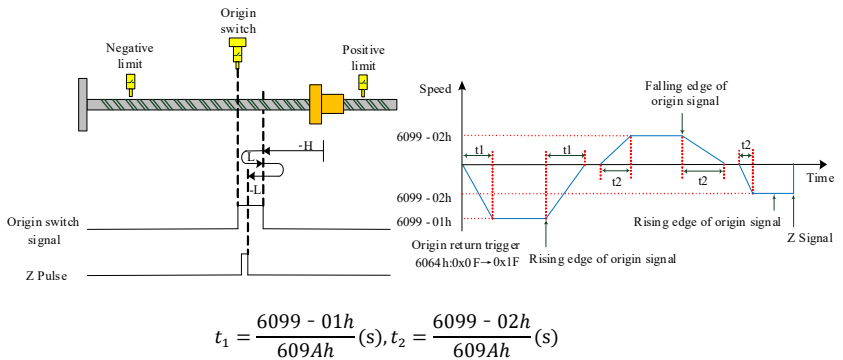 Origin
switch
Negative
limit
Positive
limit
-H
L
-L
Origin switch
signal
Z Pulse
Speed
Falling edge of
origin signal
6099 - 02h
t1
t1
t2
t2
t2
Time
6099 - 02h
6099 - 01h
Rising edge of origin signal
Z Signal
Origin return trigger
6064h:0x0F→0x1F
Rising edge of origin signal
t₁ = 6099 - 01h / 609Ah (s), t₂ = 6099 - 02h / 609Ah (s)